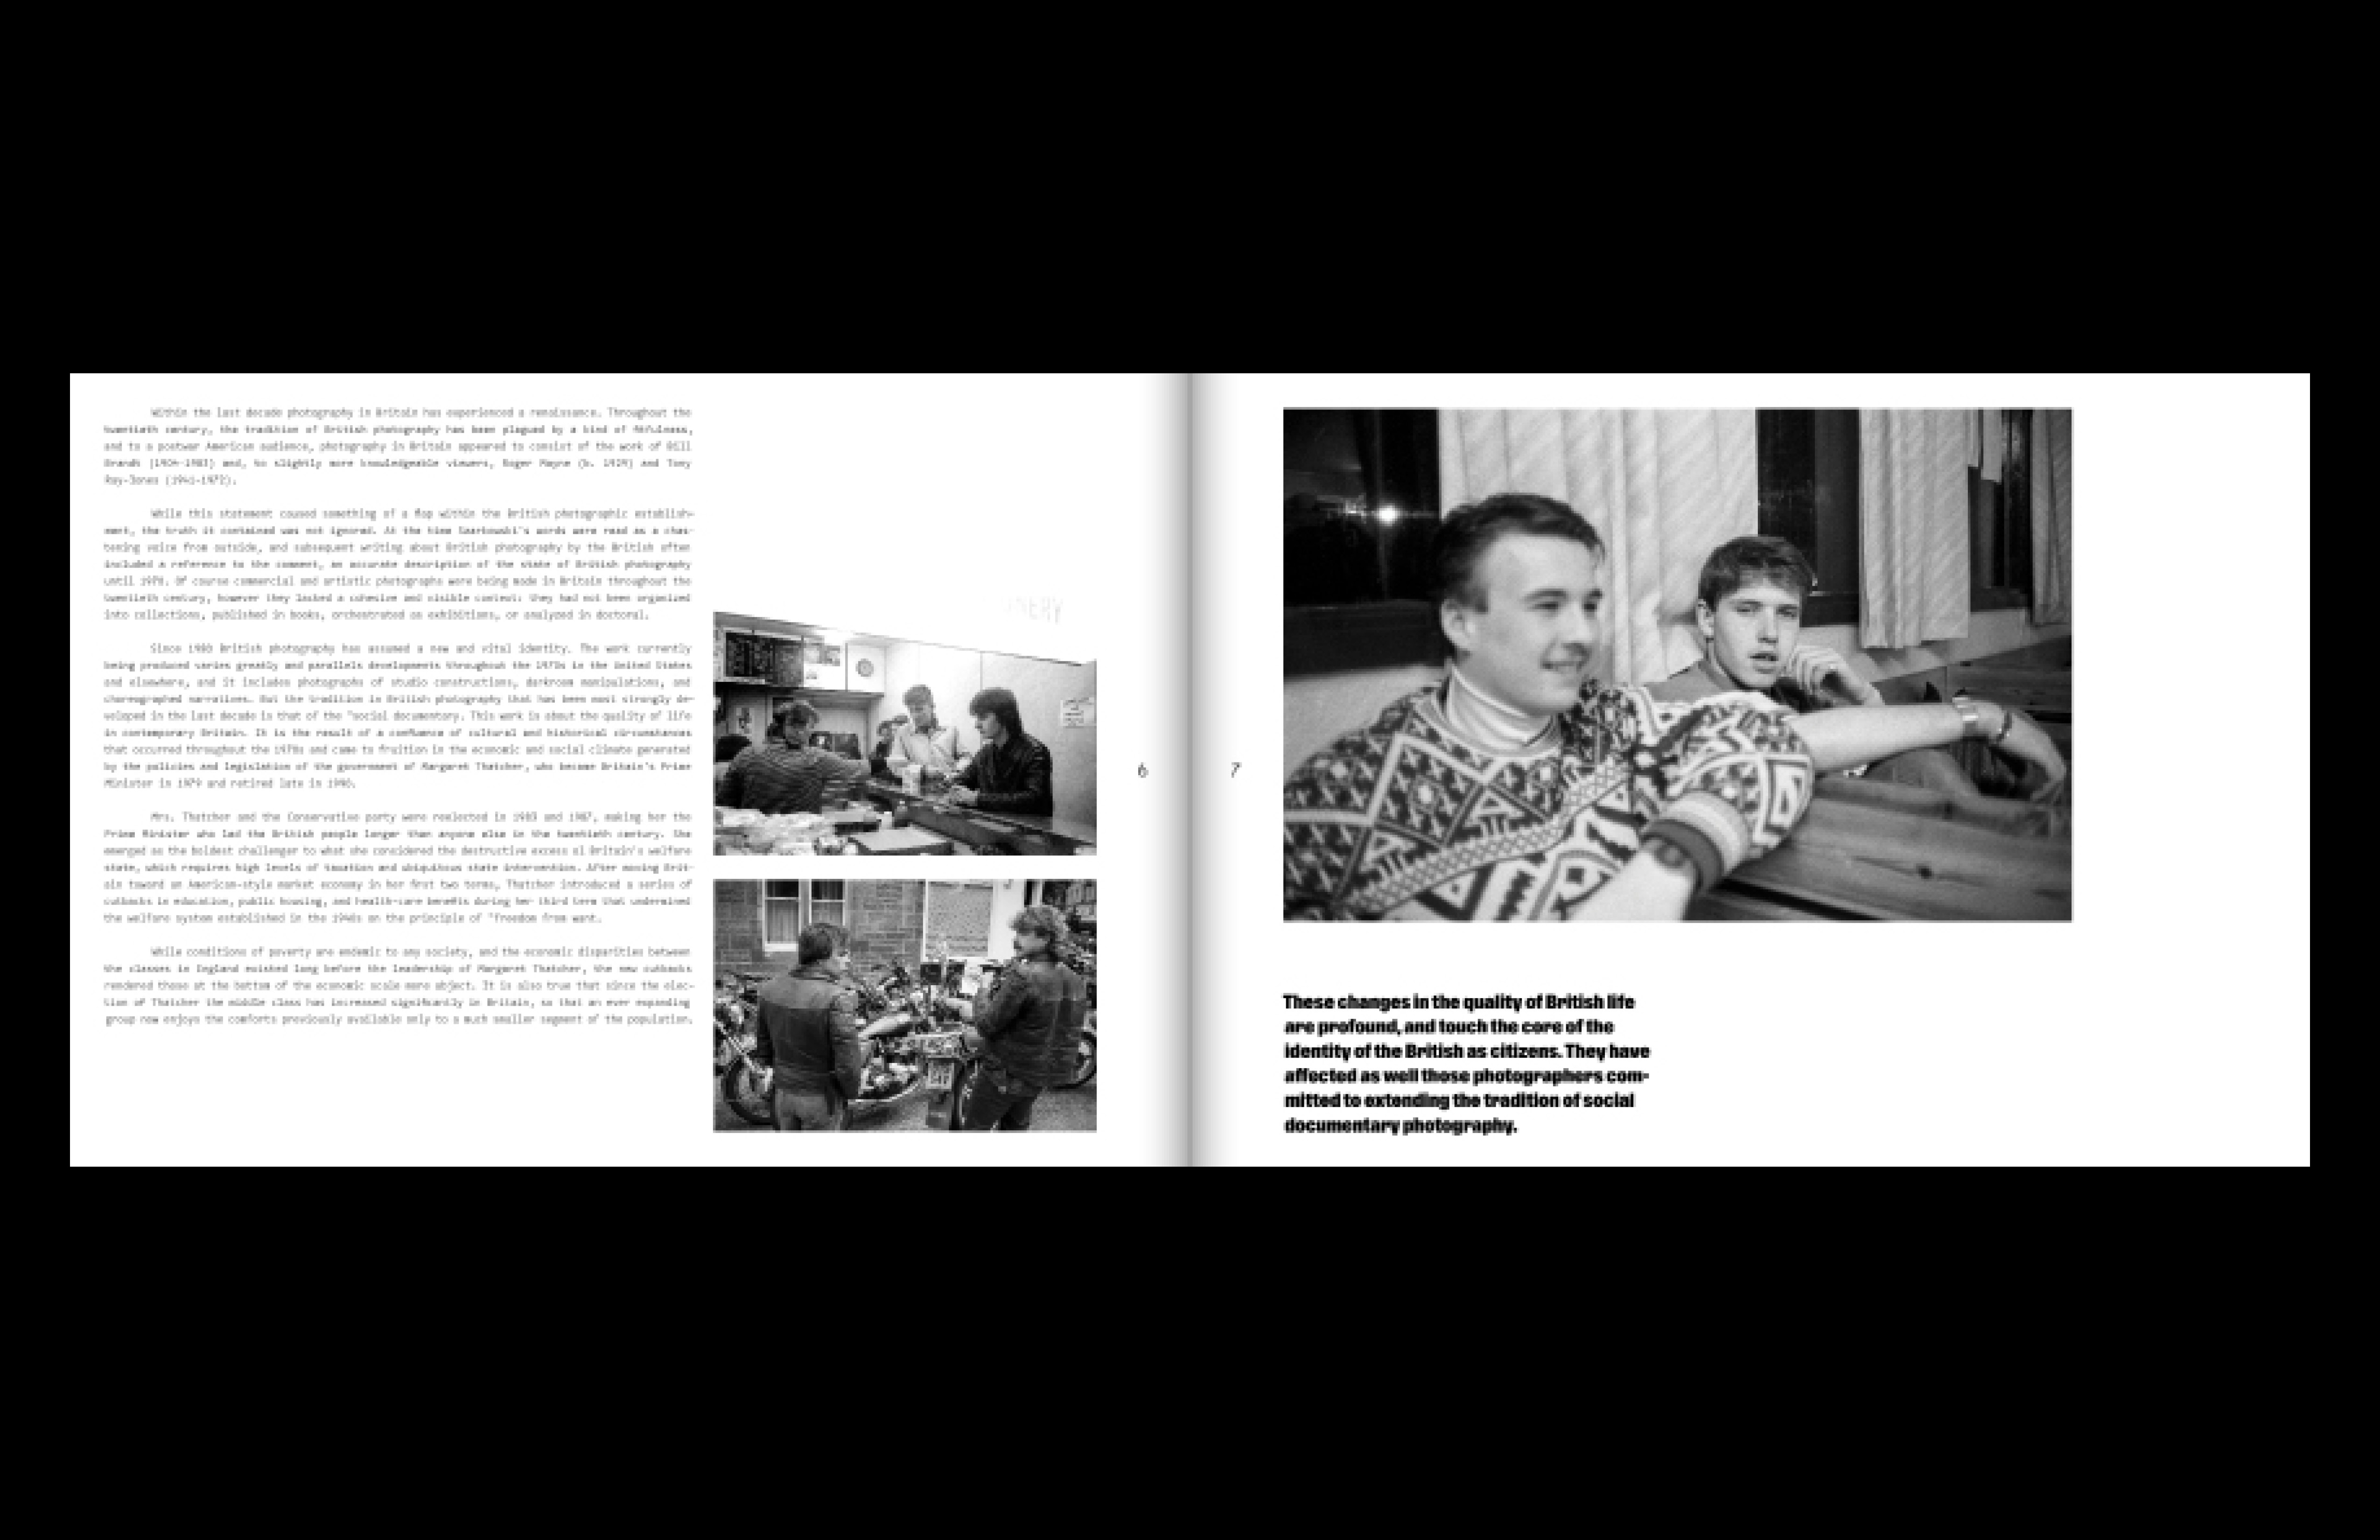 Within the last decade photography in Britain has experienced a renaissance. Throughout the
twentieth century, the tradition of British photography has been plagued by a kind of fitfulness,
and to a postwar American audience, photography in Britain appeared to consist of the work of Bill
Brandt (1904-1983) and, to slightly more knowledgeable viewers, Roger Mayne (b. 1929) and Tony
Ray-Jones (1941-1972).
While this statement caused something of a flap within the British photographic establish-
ment, the truth it contained was not ignored. At the time Szarkowski's words were read as a chas-
tening voice from outside, and subsequent writing about British photography by the British often
included a reference to the comment, an accurate description of the state of British photography
until 1970. Of course commercial and artistic photographs were being made in Britain throughout the
twentieth century, however they lacked a cohesive and visible context: they had not been organized
into collections, published in books, orchestrated as exhibitions, or analyzed in doctoral.
Since 1980 British photography has assumed a new and vital identity. The work currently
being produced varies greatly and parallels developments throughout the 1970s in the United States
and elsewhere, and it includes photographs of studio constructions, darkroom manipulations, and
choreographed narratives. But the tradition in British photography that has been most strongly de-
veloped in the last decade is that of the "social documentary. This work is about the quality of life
in contemporary Britain. It is the result of a confluence of cultural and historical circumstances
that occurred throughout the 1970s and came to fruition in the economic and social climate generated
by the policies and legislation of the government of Margaret Thatcher, who became Britain's Prime
Minister in 1979 and retired late in 1990.
Mrs. Thatcher and the Conservative party were reelected in 1983 and 1987, making her the
Prime Minister who led the British people longer than anyone else in the twentieth century. She
emerged as the boldest challenger to what she considered the destructive excess of Britain's welfare
state, which requires high levels of taxation and ubiquitous state intervention. After moving Brit-
ain toward an American-style market economy in her first two terms, Thatcher introduced a series of
cutbacks in education, public housing, and health-care benefits during her third term that undermined
the welfare system established in the 1940s on the principle of "freedom from want.
While conditions of poverty are endemic to any society, and the economic disparities between
the classes in England existed long before the leadership of Margaret Thatcher, the new cutbacks
rendered those at the bottom of the economic scale more abject. It is also true that since the elec-
tion of Thatcher the middle class has increased significantly in Britain, so that an ever expanding
group now enjoys the comforts previously available only to a much smaller segment of the population.
6
7
These changes in the quality of British life
are profound, and touch the core of the
identity of the British as citizens. They have
affected as well those photographers com-
mitted to extending the tradition of social
documentary photography.